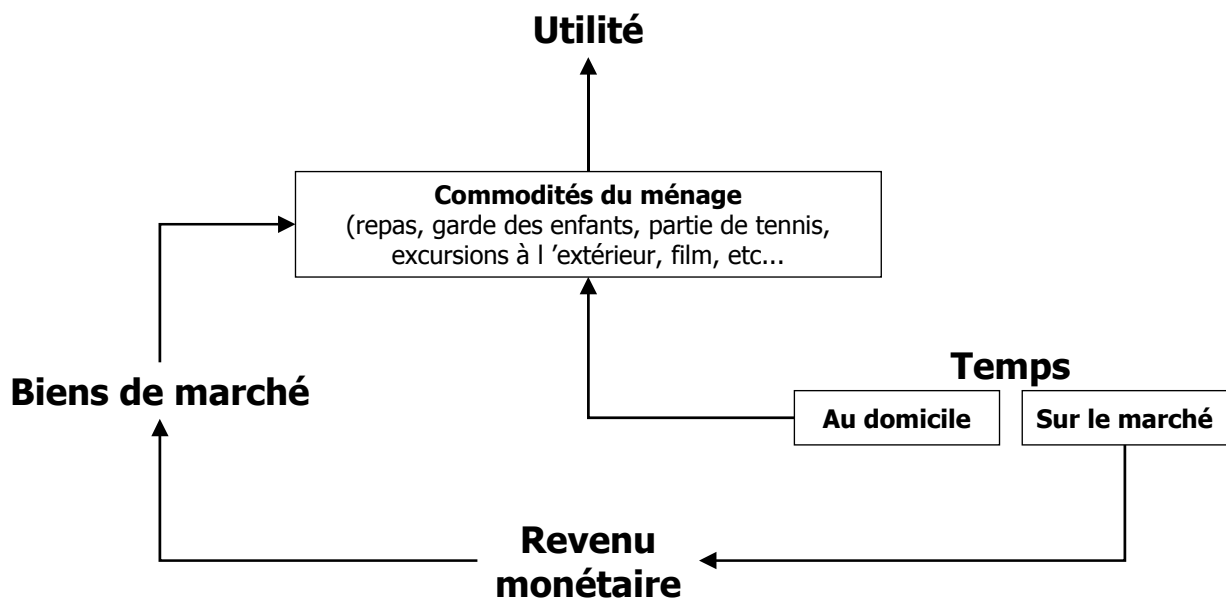 Utilité
Commodités du ménage
(repas, garde des enfants, partie de tennis,
excursions à l ’extérieur, film, etc...
Biens de marché
Temps
Au domicile
Sur le marché
Revenu
monétaire